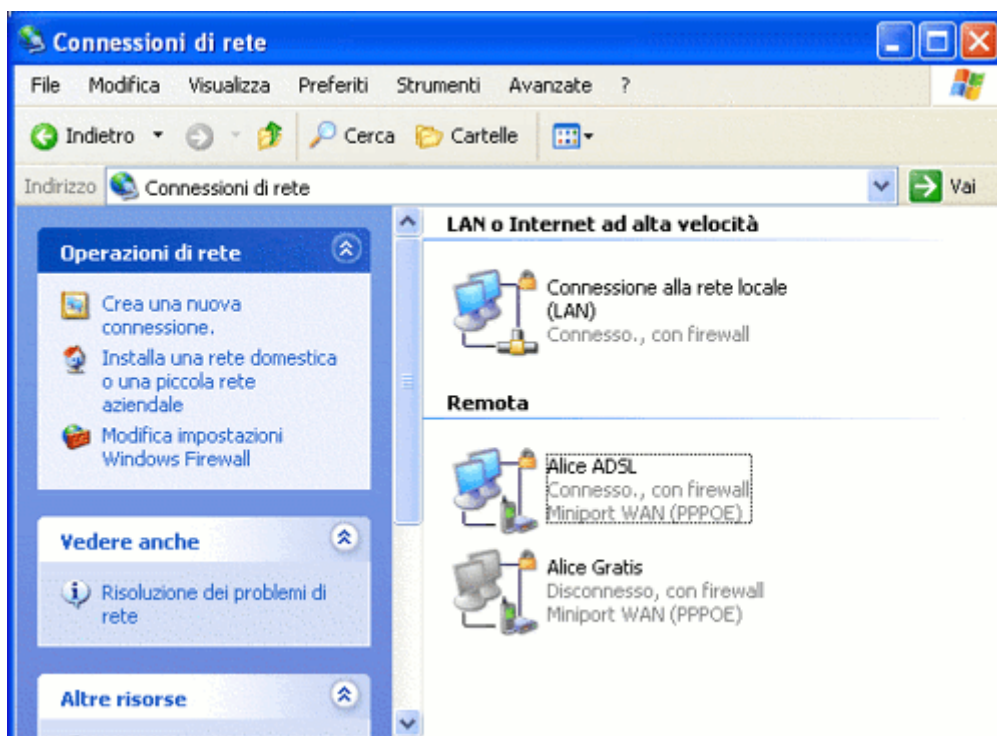 Connessioni di rete
File Modifica Visualizza Preferiti Strumenti Avanzate ?
Indietro Cerca Cartelle
Indirizzo Connessioni di rete Vai
Operazioni di rete
Crea una nuova
connessione.
Installa una rete domestica
o una piccola rete
aziendale
Modifica impostazioni
Windows Firewall
Vedere anche
Risoluzione dei problemi di
rete
Altre risorse
LAN o Internet ad alta velocità
Connessione alla rete locale
(LAN)
Connesso., con firewall
Remota
Alice ADSL
Connesso., con firewall
Miniport WAN (PPPOE)
Alice Gratis
Disconnesso, con firewall
Miniport WAN (PPPOE)